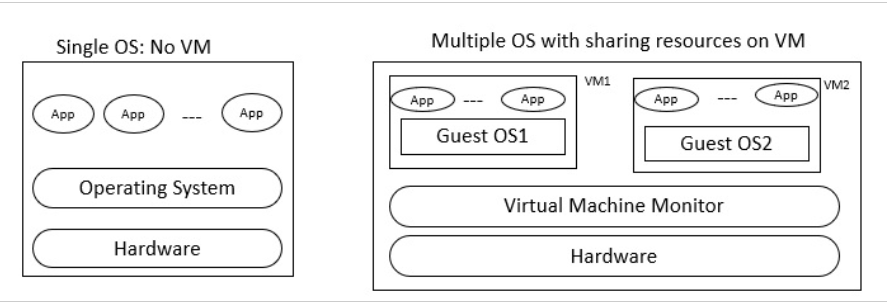 Single OS: No VM
App App --- App
Operating System
Hardware
Multiple OS with sharing resources on VM
VM1
App --- App
Guest OS1
VM2
App --- App
Guest OS2
Virtual Machine Monitor
Hardware